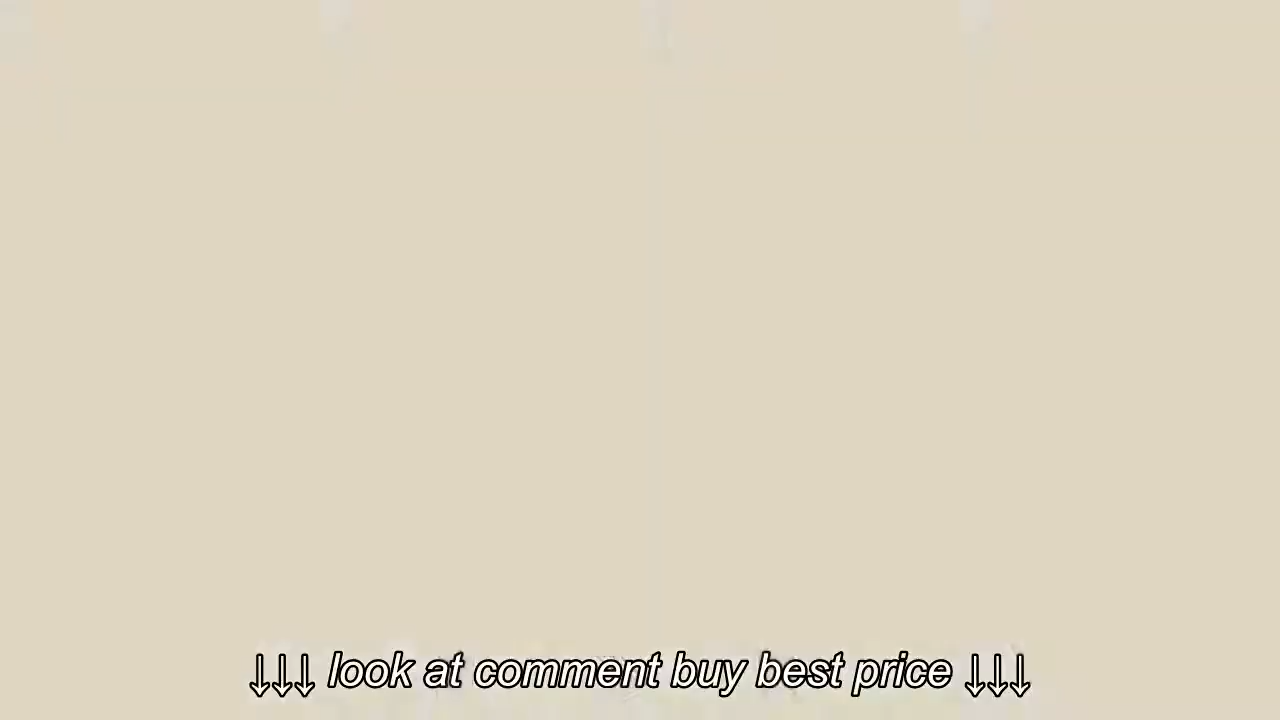 ↓↓↓ look at comment buy best price ↓↓↓